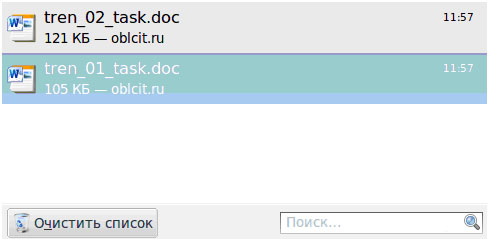 tren_02_task.doc 11:57
121 КБ — oblcit.ru
tren_01_task.doc 11:57
105 КБ — oblcit.ru
Очистить список Поиск...